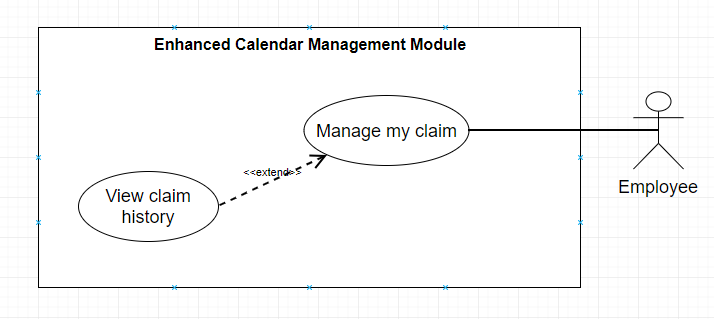 Enhanced Calendar Management Module
Manage my claim
<<extend>>
View claim
history
Employee